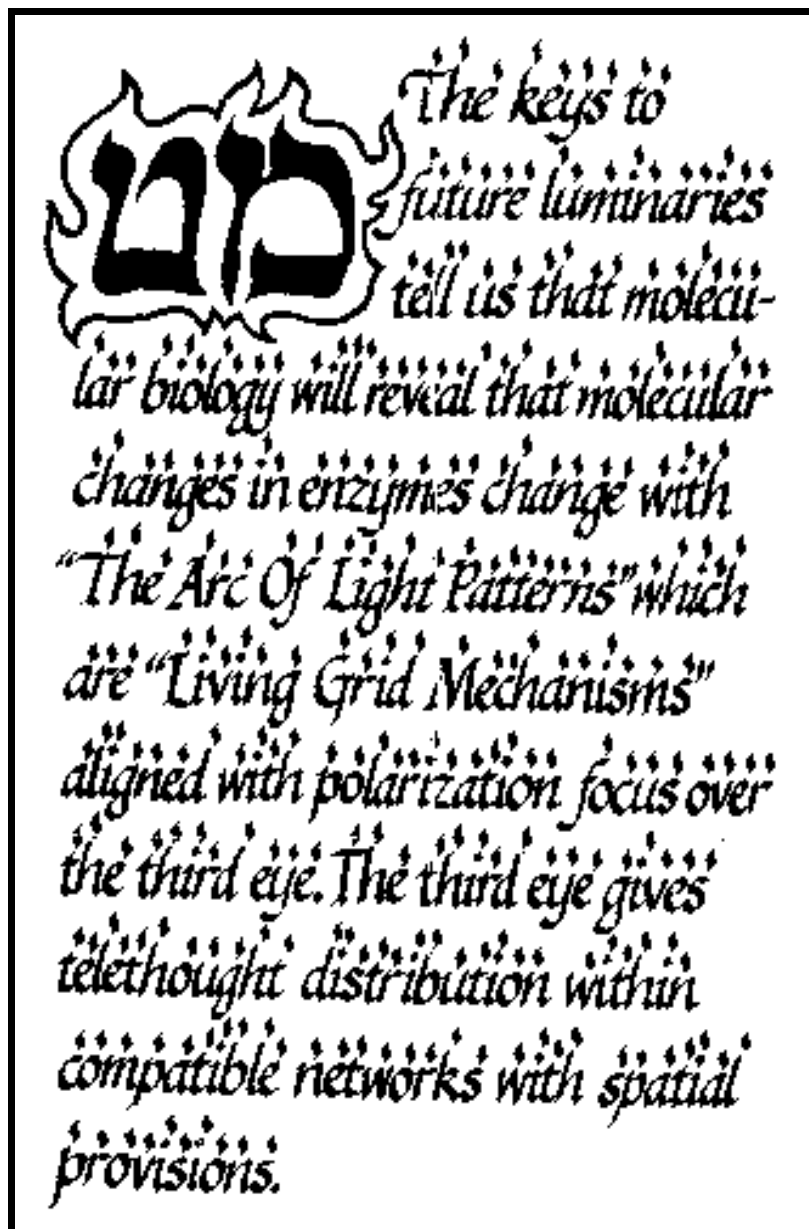 מט
The keys to
future luminaries
tell us that molecu-
lar biology will reveal that molecular
changes in enzymes change with
“The Arc Of Light Patterns” which
are “Living Grid Mechanisms”
aligned with polarization focus over
the third eye. The third eye gives
telethought distribution within
compatible networks with spatial
provisions.